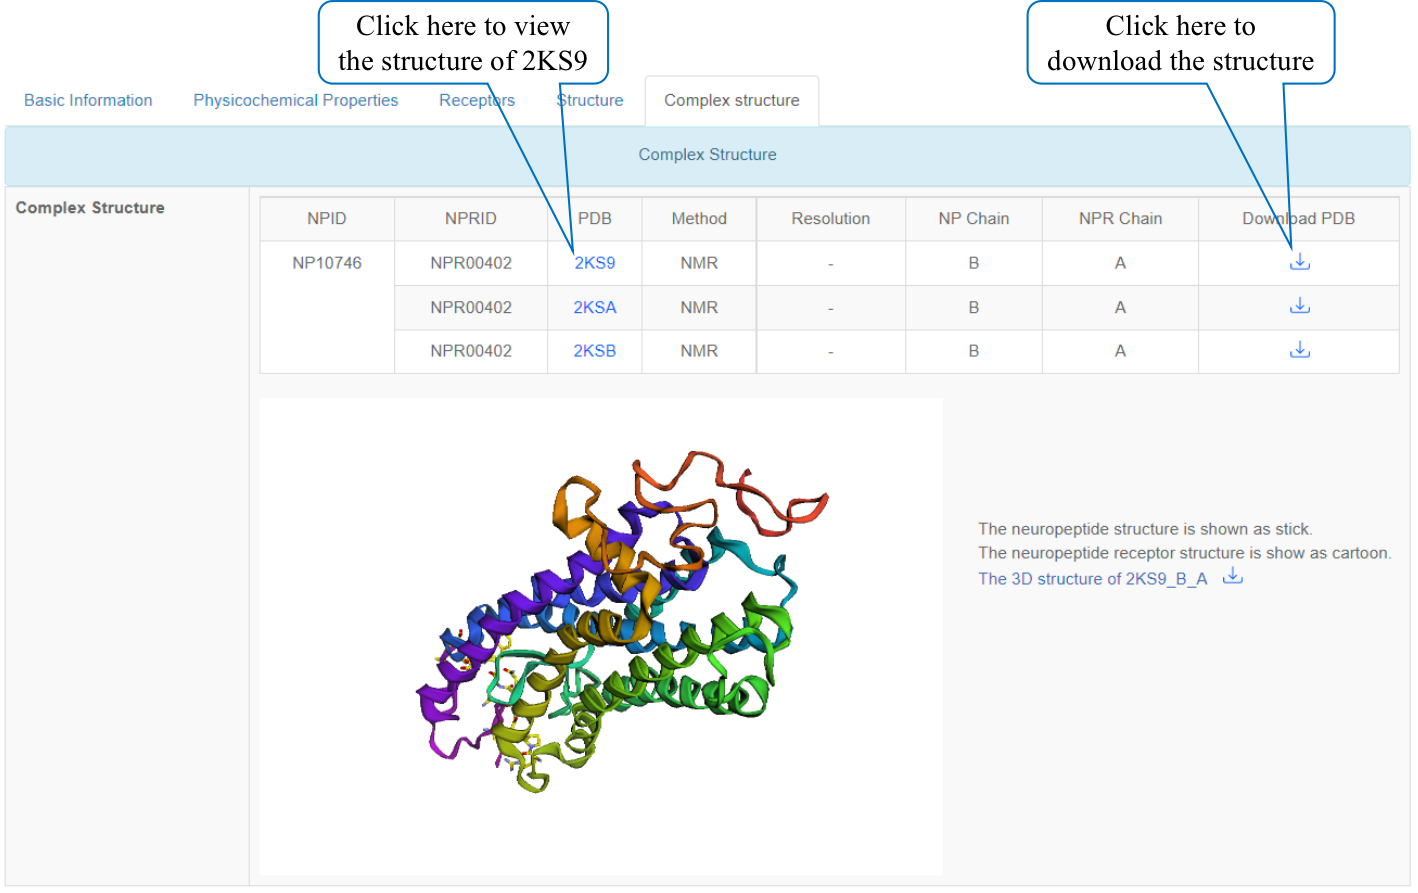 Click here to view
the structure of 2KS9
Click here to
download the structure
Basic Information
Physicochemical Properties
Receptors
Structure
Complex structure
Complex Structure
Complex Structure
NPID NPRID PDB Method Resolution NP Chain NPR Chain Download PDB
NP10746 NPR00402 2KS9 NMR - B A
NPR00402 2KSA NMR - B A
NPR00402 2KSB NMR - B A
The neuropeptide structure is shown as stick.
The neuropeptide receptor structure is show as cartoon.
The 3D structure of 2KS9_B_A